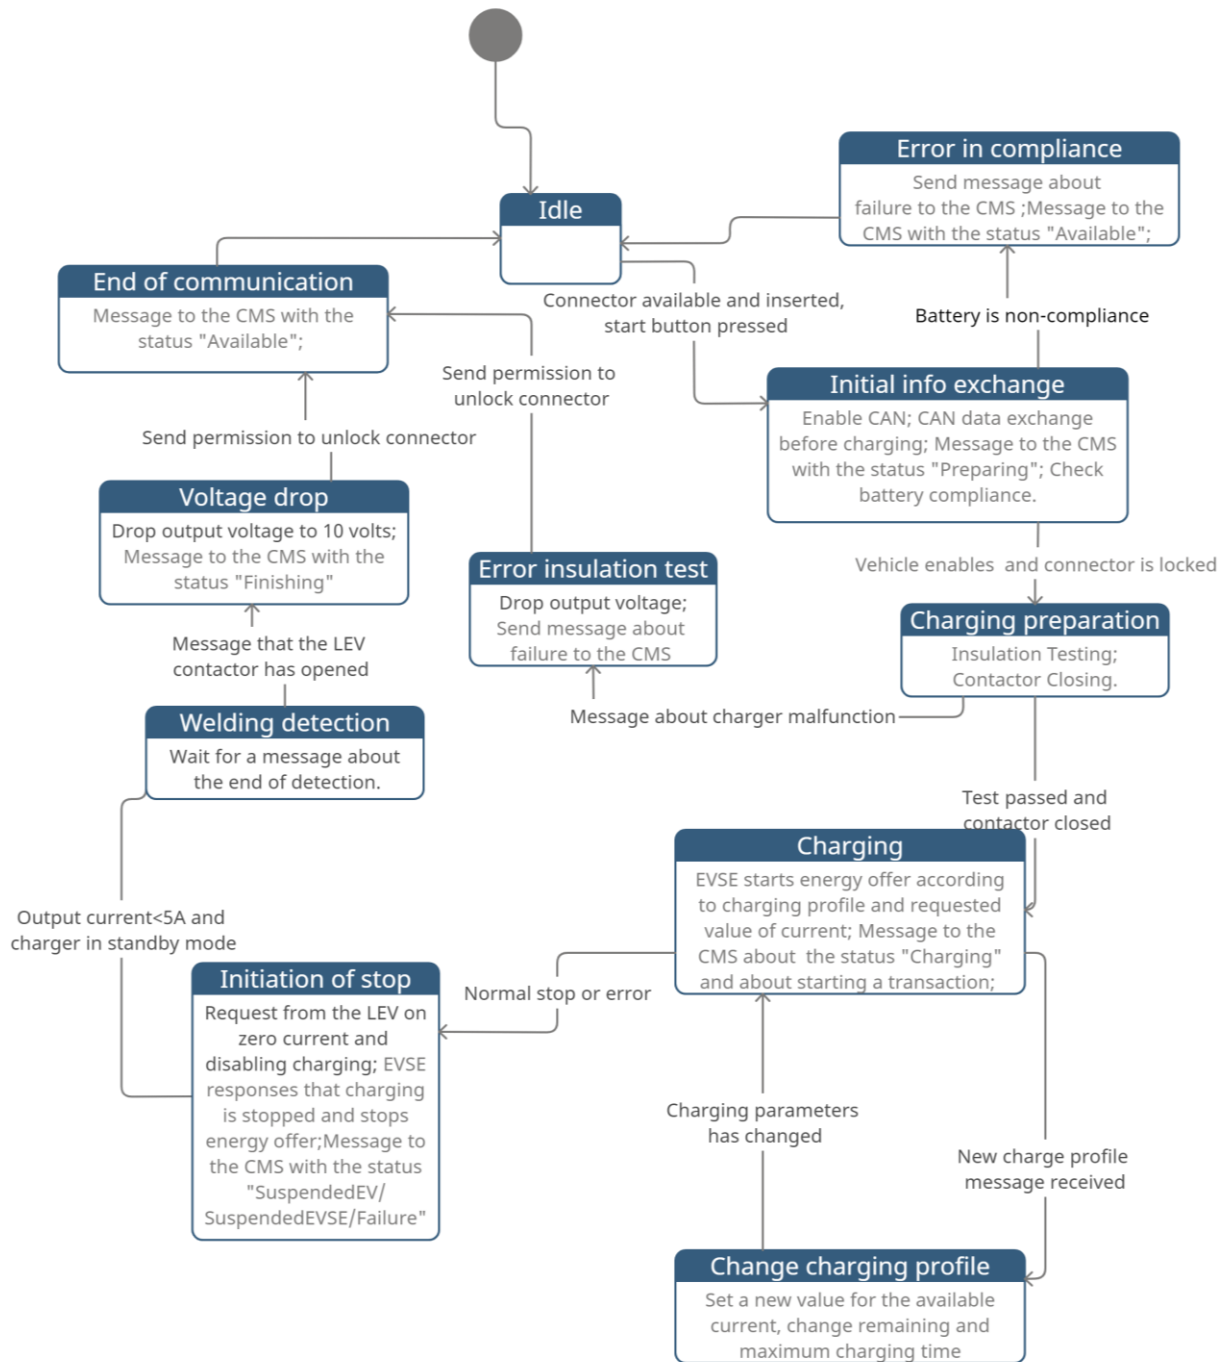 Error in compliance
Send message about
failure to the CMS ;Message to the
CMS with the status "Available";
Idle
End of communication
Message to the CMS with the
status "Available";
Connector available and inserted,
start button pressed
Battery is non-compliance
Send permission to
unlock connector
Initial info exchange
Enable CAN; CAN data exchange
before charging; Message to the CMS
with the status "Preparing"; Check
battery compliance.
Send permission to unlock connector
Voltage drop
Drop output voltage to 10 volts;
Message to the CMS with the
status "Finishing"
Error insulation test
Drop output voltage;
Send message about
failure to the CMS
Vehicle enables  and connector is locked
Charging preparation
Insulation Testing;
Contactor Closing.
Message that the LEV
contactor has opened
Message about charger malfunction
Welding detection
Wait for a message about
the end of detection.
Test passed and
contactor closed
Charging
EVSE starts energy offer according
to charging profile and requested
value of current; Message to the
CMS about  the status "Charging"
and about starting a transaction;
Output current<5A and
charger in standby mode
Normal stop or error
Initiation of stop
Request from the LEV on
zero current and
disabling charging; EVSE
responses that charging
is stopped and stops
energy offer;Message to
the CMS with the status
"SuspendedEV/
SuspendedEVSE/Failure"
Charging parameters
has changed
New charge profile
message received
Change charging profile
Set a new value for the available
current, change remaining and
maximum charging time